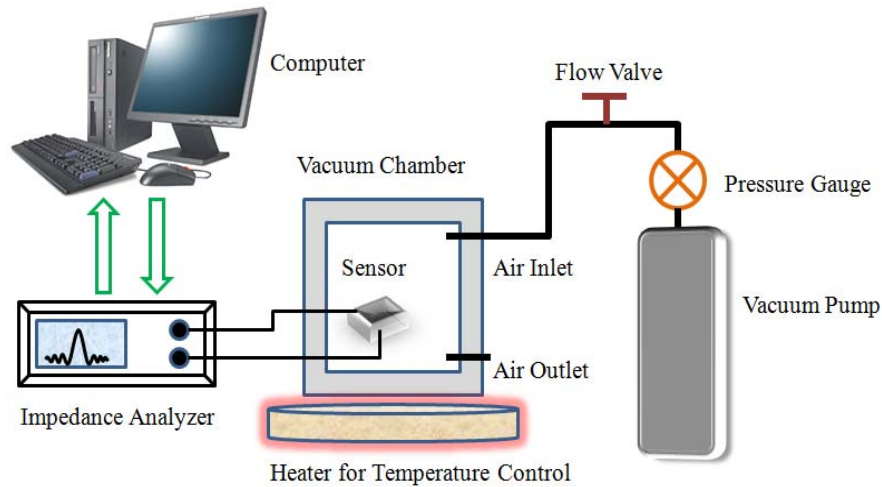 Computer
Flow Valve
Vacuum Chamber
Pressure Gauge
Sensor
Air Inlet
Vacuum Pump
Air Outlet
Impedance Analyzer
Heater for Temperature Control